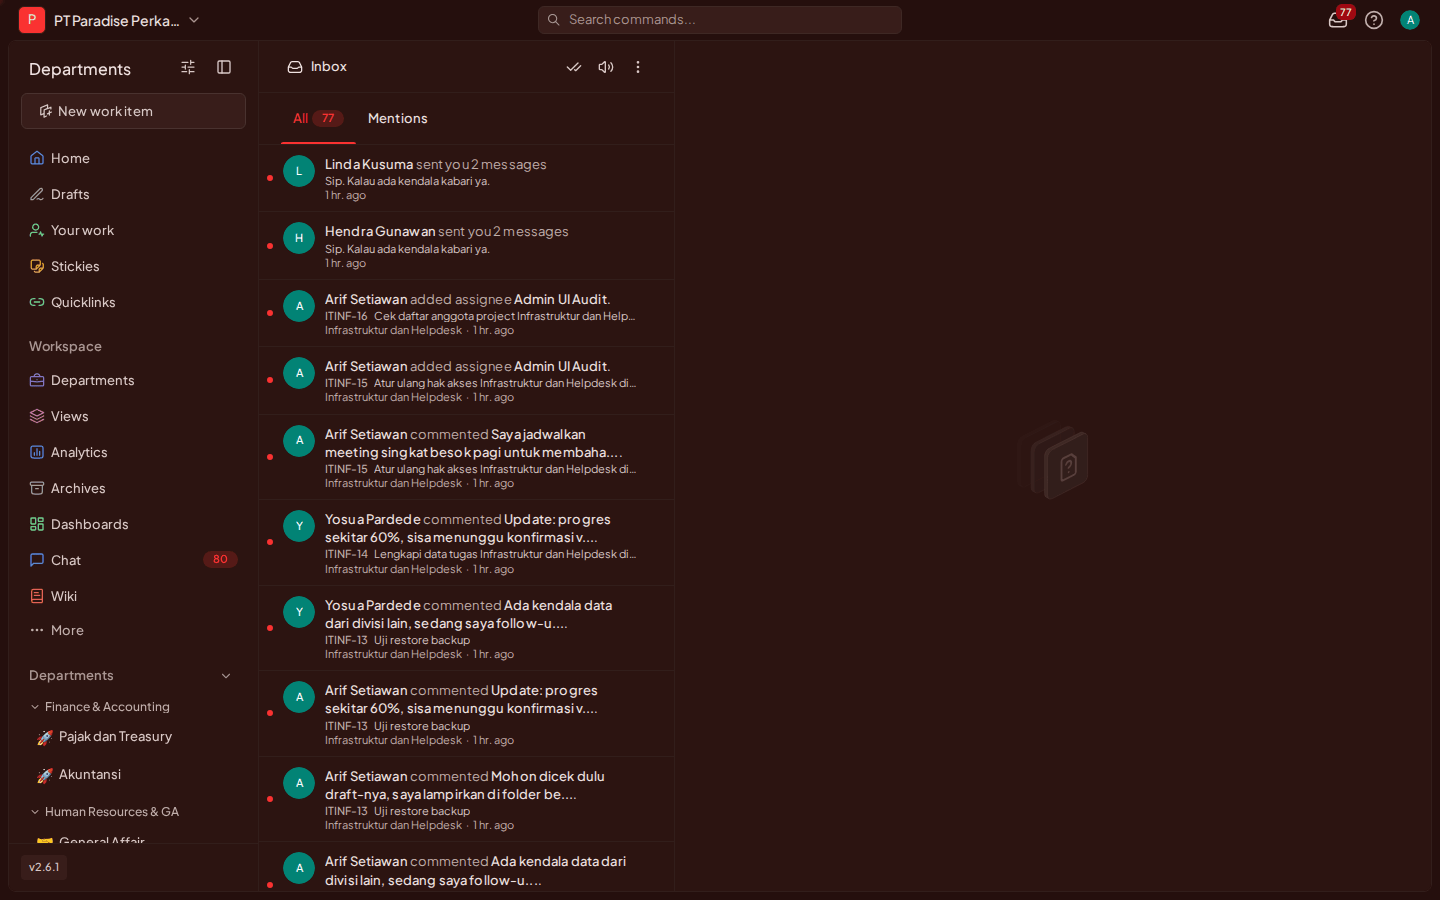 P PT Paradise Perka...
Search commands...
77
A
Departments
New work item
Home
Drafts
Your work
Stickies
Quicklinks
Workspace
Departments
Views
Analytics
Archives
Dashboards
Chat 80
Wiki
More
Departments
Finance & Accounting
Pajak dan Treasury
Akuntansi
Human Resources & GA
General Affair
v2.6.1
Inbox
All 77 Mentions
L
Linda Kusuma sent you 2 messages
Sip. Kalau ada kendala kabari ya.
1 hr. ago
H
Hendra Gunawan sent you 2 messages
Sip. Kalau ada kendala kabari ya.
1 hr. ago
A
Arif Setiawan added assignee Admin UI Audit.
ITINF-16 Cek daftar anggota project Infrastruktur dan Help...
Infrastruktur dan Helpdesk · 1 hr. ago
A
Arif Setiawan added assignee Admin UI Audit.
ITINF-15 Atur ulang hak akses Infrastruktur dan Helpdesk di...
Infrastruktur dan Helpdesk · 1 hr. ago
A
Arif Setiawan commented Saya jadwalkan
meeting singkat besok pagi untuk membaha....
ITINF-15 Atur ulang hak akses Infrastruktur dan Helpdesk di...
Infrastruktur dan Helpdesk · 1 hr. ago
Y
Yosua Pardede commented Update: progres
sekitar 60%, sisa menunggu konfirmasi v....
ITINF-14 Lengkapi data tugas Infrastruktur dan Helpdesk di...
Infrastruktur dan Helpdesk · 1 hr. ago
Y
Yosua Pardede commented Ada kendala data
dari divisi lain, sedang saya follow-u....
ITINF-13 Uji restore backup
Infrastruktur dan Helpdesk · 1 hr. ago
A
Arif Setiawan commented Update: progres
sekitar 60%, sisa menunggu konfirmasi v....
ITINF-13 Uji restore backup
Infrastruktur dan Helpdesk · 1 hr. ago
A
Arif Setiawan commented Mohon dicek dulu
draft-nya, saya lampirkan di folder be....
ITINF-13 Uji restore backup
Infrastruktur dan Helpdesk · 1 hr. ago
A
Arif Setiawan commented Ada kendala data dari
divisi lain, sedang saya follow-u....